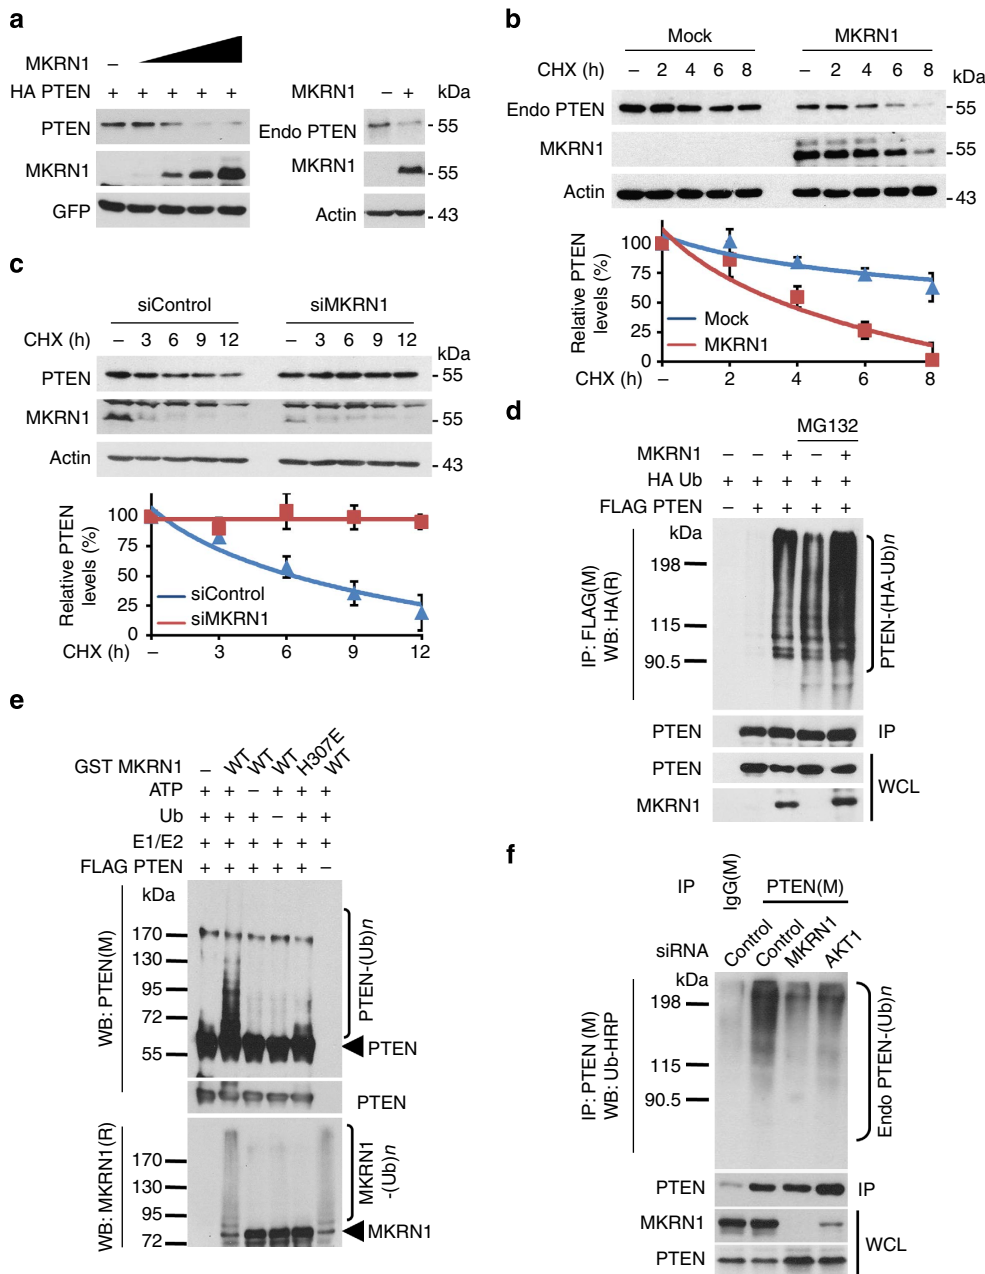 a
MKRN1 –
HA PTEN + + + + +
PTEN
MKRN1
GFP
MKRN1 – + kDa
Endo PTEN - 55
MKRN1 - 55
Actin - 43
b
Mock MKRN1
CHX (h) – 2 4 6 8 – 2 4 6 8 kDa
Endo PTEN - 55
MKRN1 - 55
Actin - 43
Relative PTEN levels (%)
100
75
50
25
0
Mock
MKRN1
CHX (h) – 2 4 6 8
c
siControl siMKRN1
CHX (h) – 3 6 9 12 – 3 6 9 12 kDa
PTEN - 55
MKRN1 - 55
Actin - 43
Relative PTEN levels (%)
100
75
50
25
0
siControl
siMKRN1
CHX (h) – 3 6 9 12
d
MG132
MKRN1 – – + – +
HA Ub + + + + +
FLAG PTEN – + + + +
kDa
198
115
90.5
IP: FLAG(M)
WB: HA(R)
PTEN-(HA-Ub)n
PTEN IP
PTEN
MKRN1
WCL
e
GST MKRN1 – WT WT WT H307E WT
ATP + + – + + +
Ub + + + – + +
E1/E2 + + + + + +
FLAG PTEN + + + + + –
kDa
170
130
95
72
55
WB: PTEN(M)
PTEN-(Ub)n
PTEN
PTEN
WB: MKRN1(R)
170
130
95
72
MKRN1
-(Ub)n
MKRN1
f
IP IgG(M) PTEN(M)
siRNA Control Control MKRN1 AKT1
kDa
198
115
90.5
IP: PTEN (M)
WB: Ub-HRP
Endo PTEN-(Ub)n
PTEN IP
MKRN1
PTEN
WCL